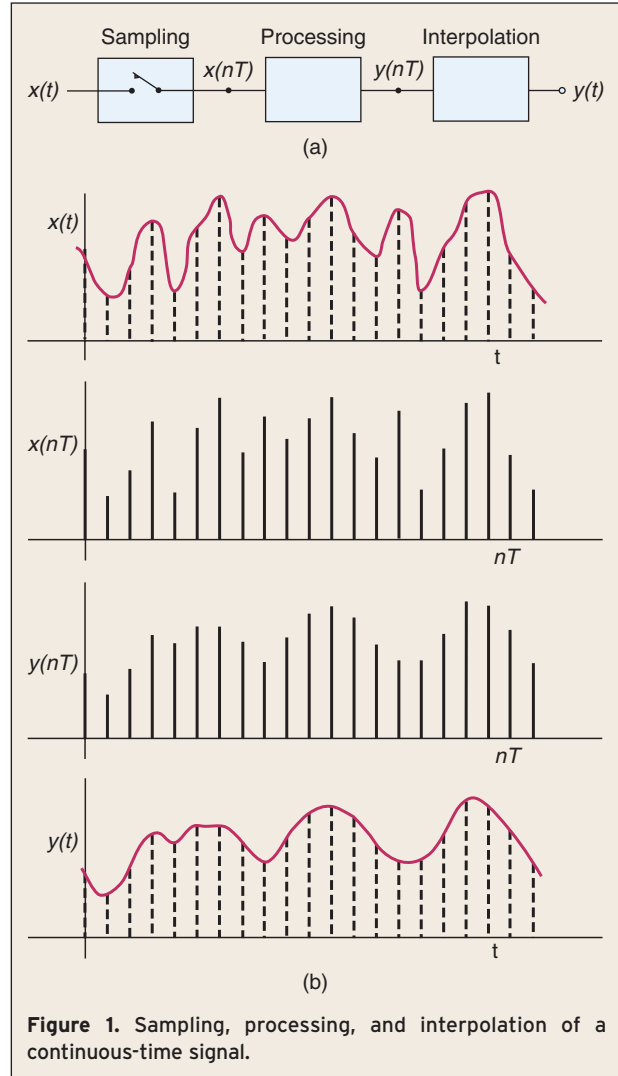 Sampling Processing Interpolation
x(t) x(nT) y(nT) y(t)
(a)
x(t)
t
x(nT)
nT
y(nT)
nT
y(t)
t
(b)
Figure 1. Sampling, processing, and interpolation of a
continuous-time signal.